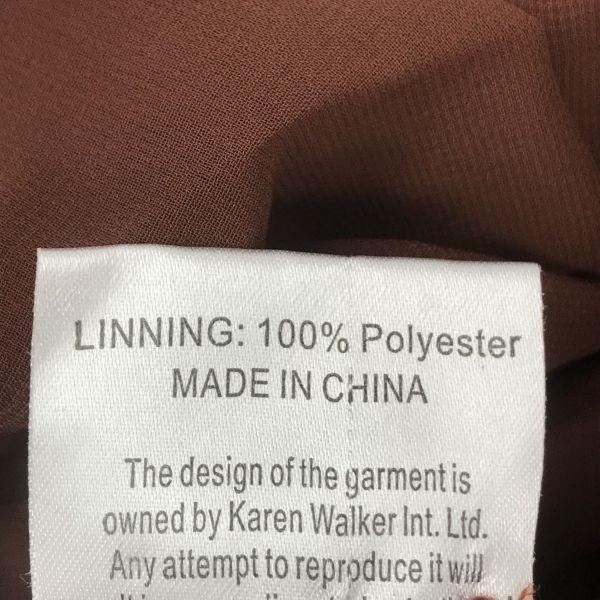 LINNING: 100% Polyester
MADE IN CHINA
The design of the garment is
owned by Karen Walker Int. Ltd.
Any attempt to reproduce it will